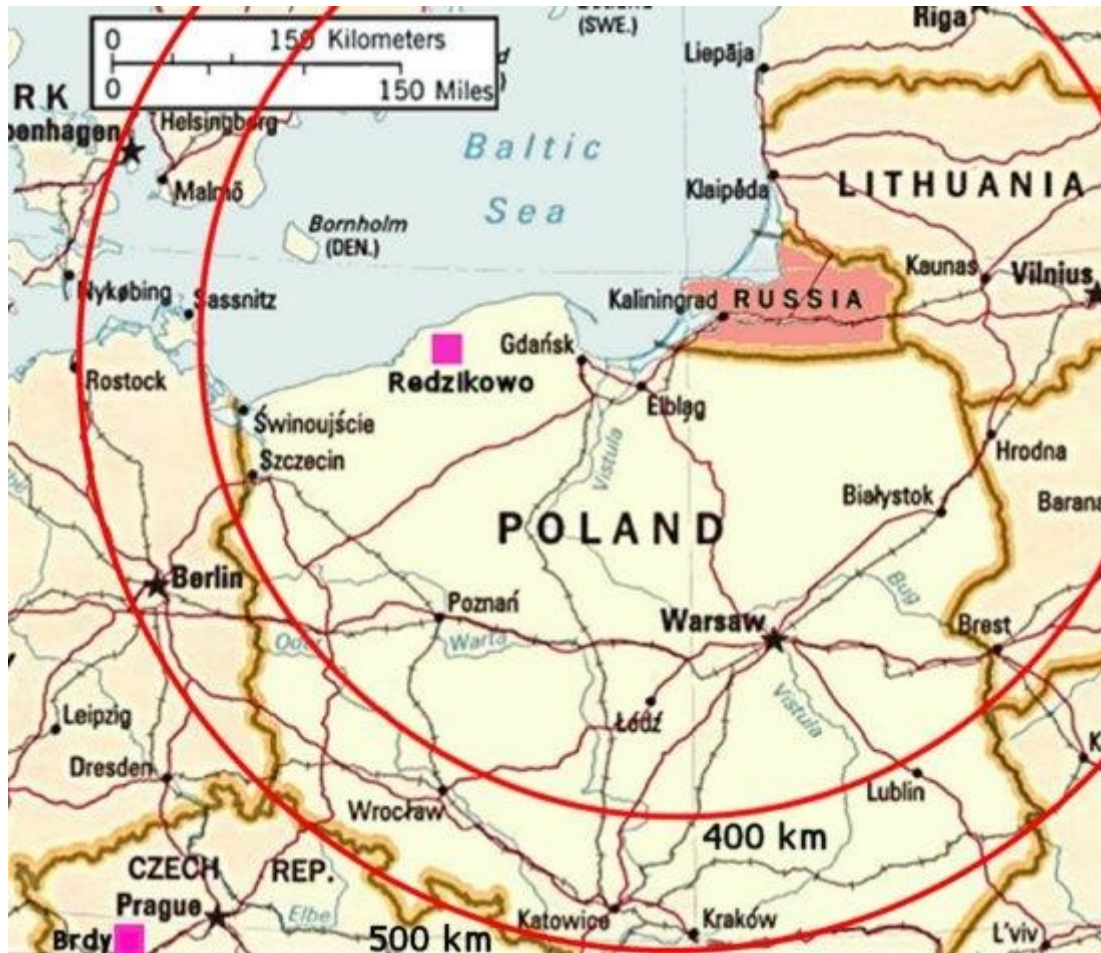 (SWE.)
Riga
0 150 Kilometers
0 150 Miles
Liepāja
RK
penhagen
Helsingborg
Malmö
Baltic
Sea
Klaipėda
LITHUANIA
Bornholm
(DEN.)
Nykøbing
Sassnitz
Kaliningrad
RUSSIA
Kaunas
Vilnius
Gdańsk
Redzikowo
Rostock
Elbląg
Świnoujście
Szczecin
Vistula
Hrodna
Białystok
Barana
POLAND
Berlin
Poznań
Warta
Warsaw
Bug
Brest
Leipzig
Łódź
Vistula
Dresden
Wrocław
Lublin
K
400 km
CZECH REP.
Prague
Elbe
Katowice
Kraków
L'viv
Brdy
500 km